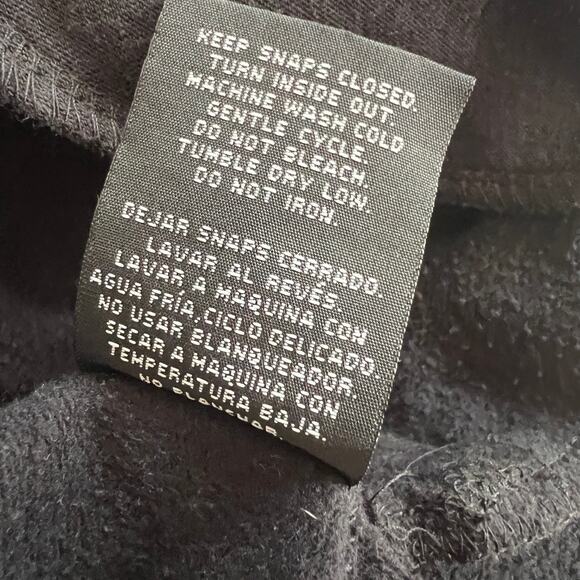 KEEP SNAPS CLOSED.
TURN INSIDE OUT.
MACHINE WASH COLD
GENTLE CYCLE.
DO NOT BLEACH.
TUMBLE DRY LOW.
DO NOT IRON.
DEJAR SNAPS CERRADO.
LAVAR AL REVÉS
LAVAR A MAQUINA CON
AGUA FRÍA, CICLO DELICADO.
NO USAR BLANQUEADOR.
SECAR A MAQUINA CON
TEMPERATURA BAJA.
NO PLANCHAR.